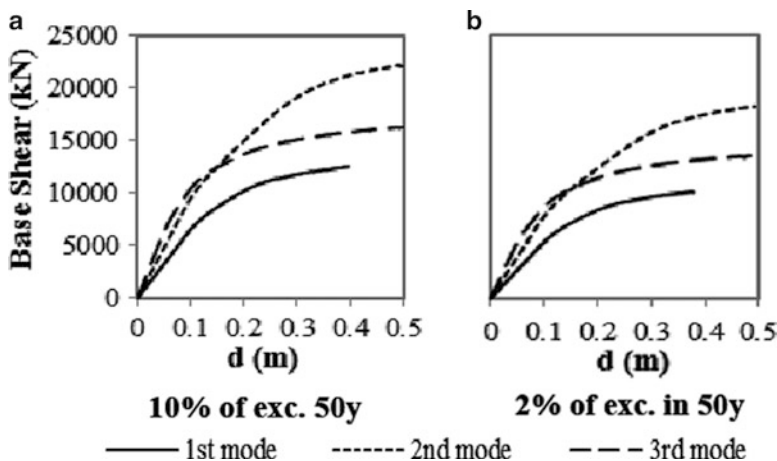 a
b
Base Shear (kN)
25000
20000
15000
10000
5000
0
0 0.1 0.2 0.3 0.4 0.5
d (m)
0 0.1 0.2 0.3 0.4 0.5
d (m)
10% of exc. 50y
2% of exc. in 50y
1st mode 2nd mode 3rd mode